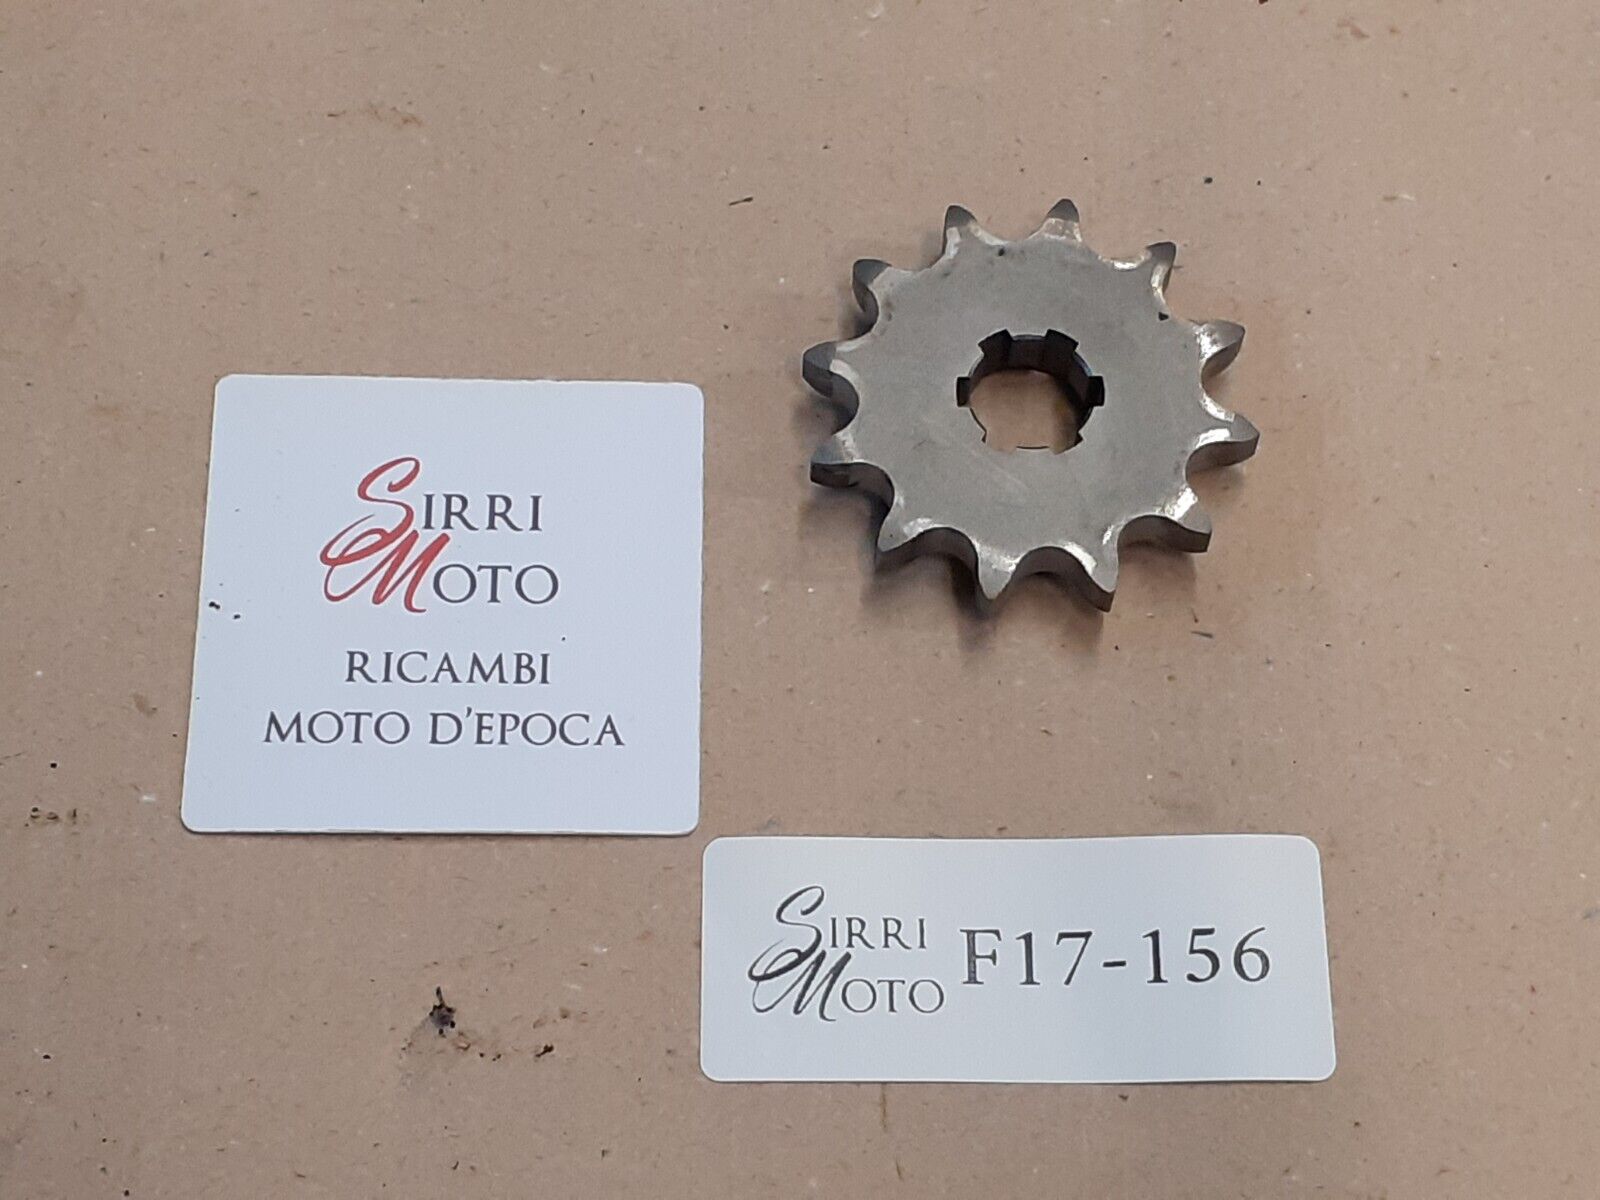 SIRRI
MOTO
RICAMBI
MOTO D'EPOCA
SIRRI
MOTO
F17-156